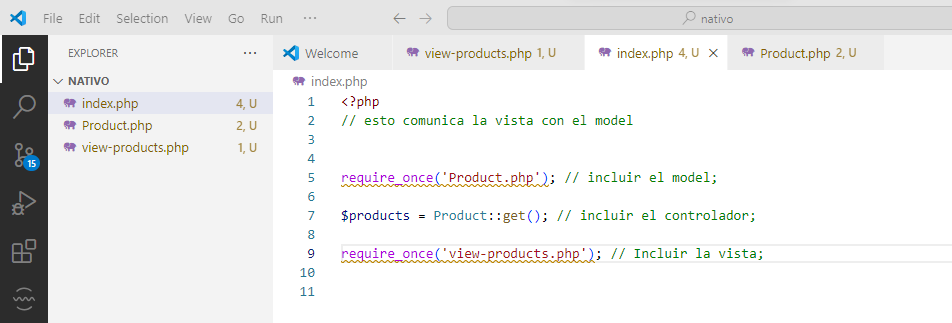 File Edit Selection View Go Run ··· ← → nativo
EXPLORER ···
Welcome view-products.php 1, U index.php 4, U × Product.php 2, U
NATIVO
index.php 4, U
Product.php 2, U
view-products.php 1, U
15
index.php
1 <?php
2 // esto comunica la vista con el model
3
4
5 require_once('Product.php'); // incluir el model;
6
7 $products = Product::get(); // incluir el controlador;
8
9 require_once('view-products.php'); // Incluir la vista;
10
11